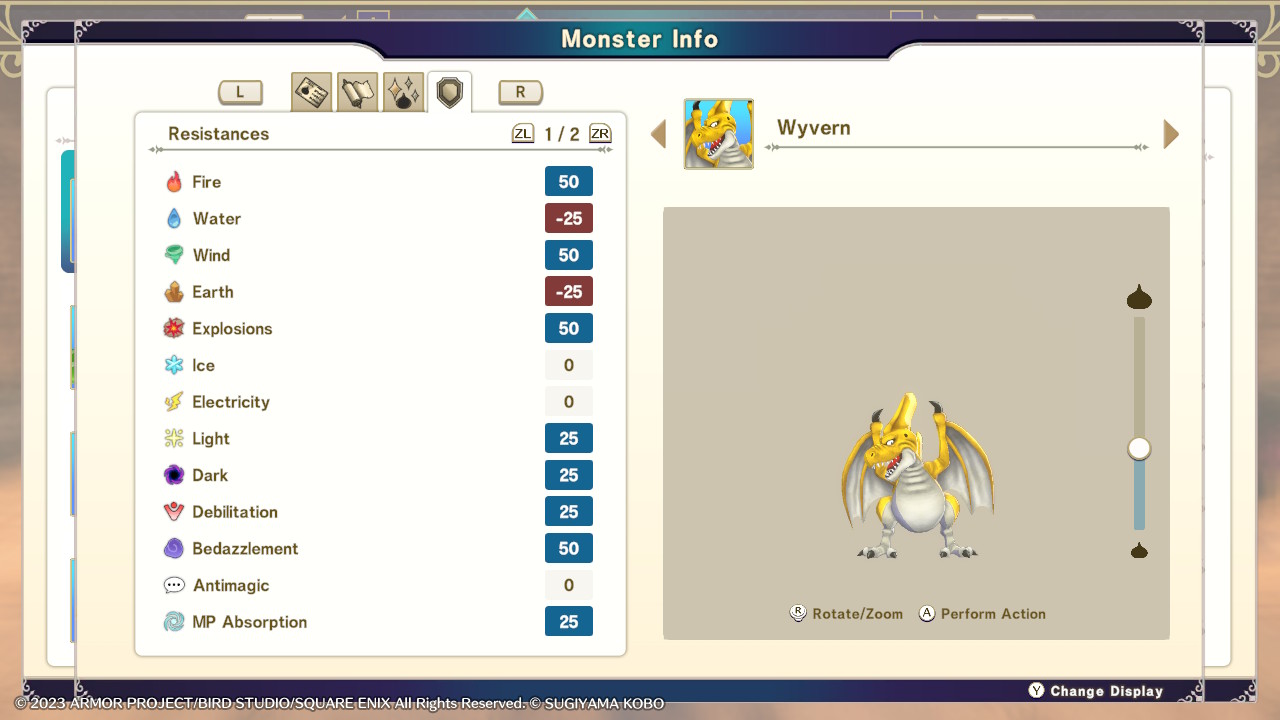 Monster Info
L
R
Resistances
ZL 1 / 2 ZR
Fire 50
Water -25
Wind 50
Earth -25
Explosions 50
Ice 0
Electricity 0
Light 25
Dark 25
Debilitation 25
Bedazzlement 50
Antimagic 0
MP Absorption 25
Wyvern
R Rotate/Zoom A Perform Action
Y Change Display
© 2023 ARMOR PROJECT/BIRD STUDIO/SQUARE ENIX All Rights Reserved. © SUGIYAMA KOBO